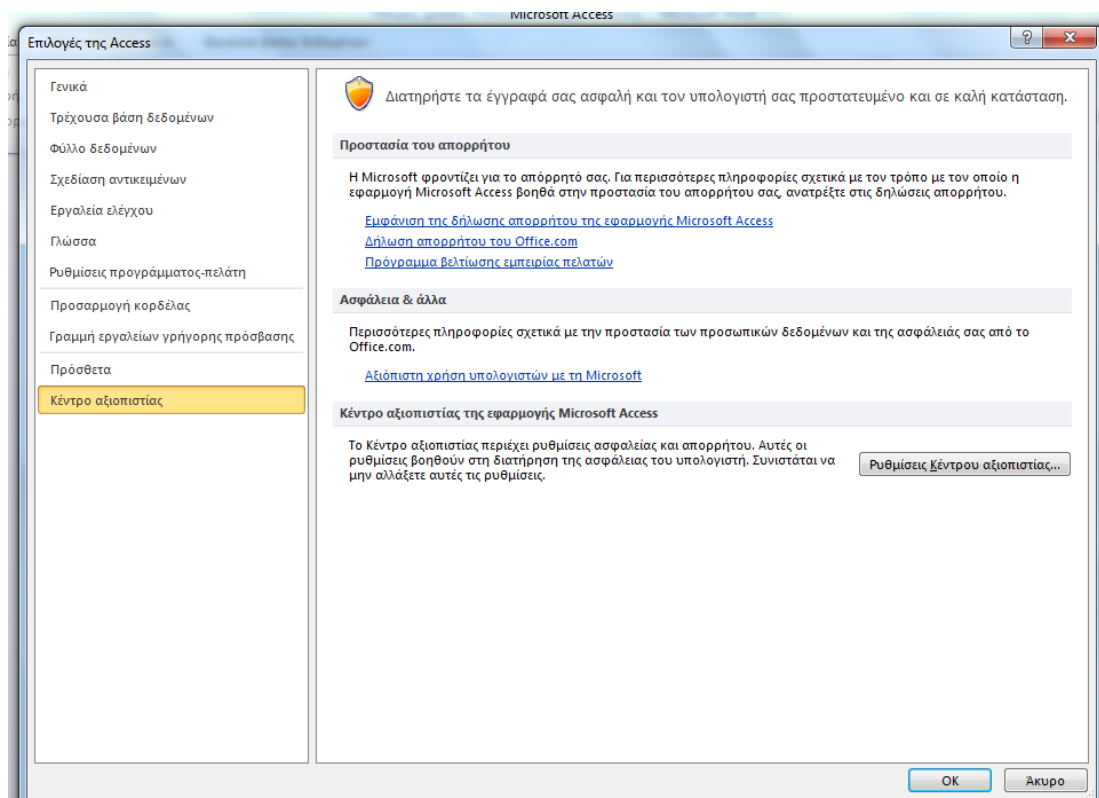 Microsoft Access
Επιλογές της Access
Γενικά
Τρέχουσα βάση δεδομένων
Φύλλο δεδομένων
Σχεδίαση αντικειμένων
Εργαλεία ελέγχου
Γλώσσα
Ρυθμίσεις προγράμματος-πελάτη
Προσαρμογή κορδέλας
Γραμμή εργαλείων γρήγορης πρόσβασης
Πρόσθετα
Κέντρο αξιοπιστίας
Διατηρήστε τα έγγραφά σας ασφαλή και τον υπολογιστή σας προστατευμένο και σε καλή κατάσταση.
Προστασία του απορρήτου
Η Microsoft φροντίζει για το απόρρητό σας. Για περισσότερες πληροφορίες σχετικά με τον τρόπο με τον οποίο η
εφαρμογή Microsoft Access βοηθά στην προστασία του απορρήτου σας, ανατρέξτε στις δηλώσεις απορρήτου.
Εμφάνιση της δήλωσης απορρήτου της εφαρμογής Microsoft Access
Δήλωση απορρήτου του Office.com
Πρόγραμμα βελτίωσης εμπειρίας πελατών
Ασφάλεια & άλλα
Περισσότερες πληροφορίες σχετικά με την προστασία των προσωπικών δεδομένων και της ασφάλειάς σας από το
Office.com.
Αξιόπιστη χρήση υπολογιστών με τη Microsoft
Κέντρο αξιοπιστίας της εφαρμογής Microsoft Access
Το Κέντρο αξιοπιστίας περιέχει ρυθμίσεις ασφαλείας και απορρήτου. Αυτές οι
ρυθμίσεις βοηθούν στη διατήρηση της ασφάλειας του υπολογιστή. Συνιστάται να
μην αλλάξετε αυτές τις ρυθμίσεις.
Ρυθμίσεις Κέντρου αξιοπιστίας...
OK
Άκυρο